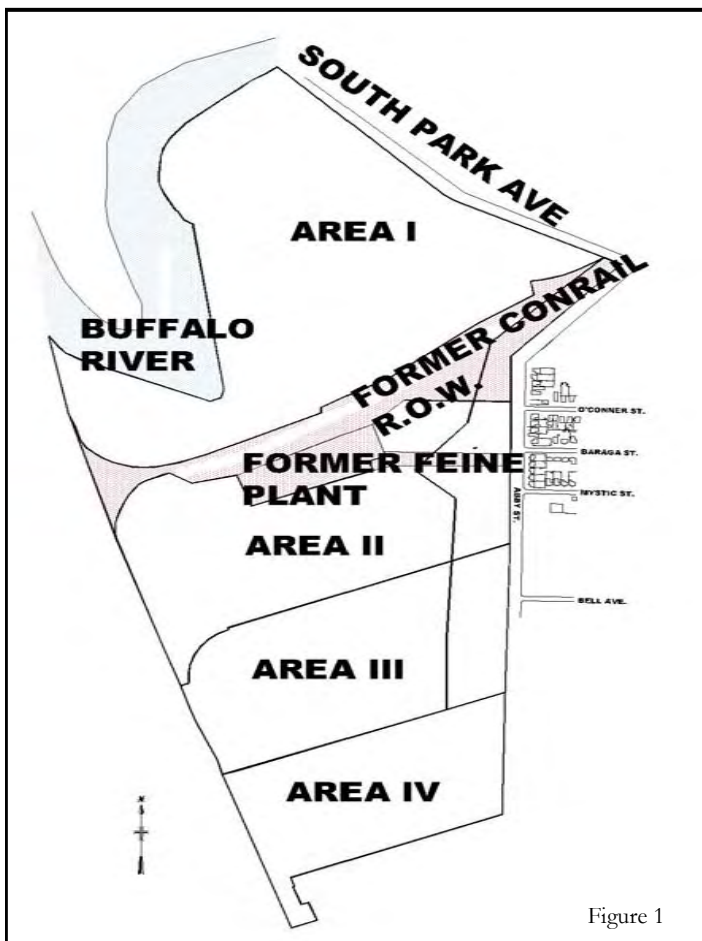 SOUTH PARK AVE
AREA I
BUFFALO
RIVER
FORMER CONRAIL
R.O.W.
O'CONNER ST.
BARAGA ST.
FORMER FEINE
PLANT
MYSTIC ST.
ABBY ST.
AREA II
BELL AVE.
AREA III
AREA IV
Figure 1